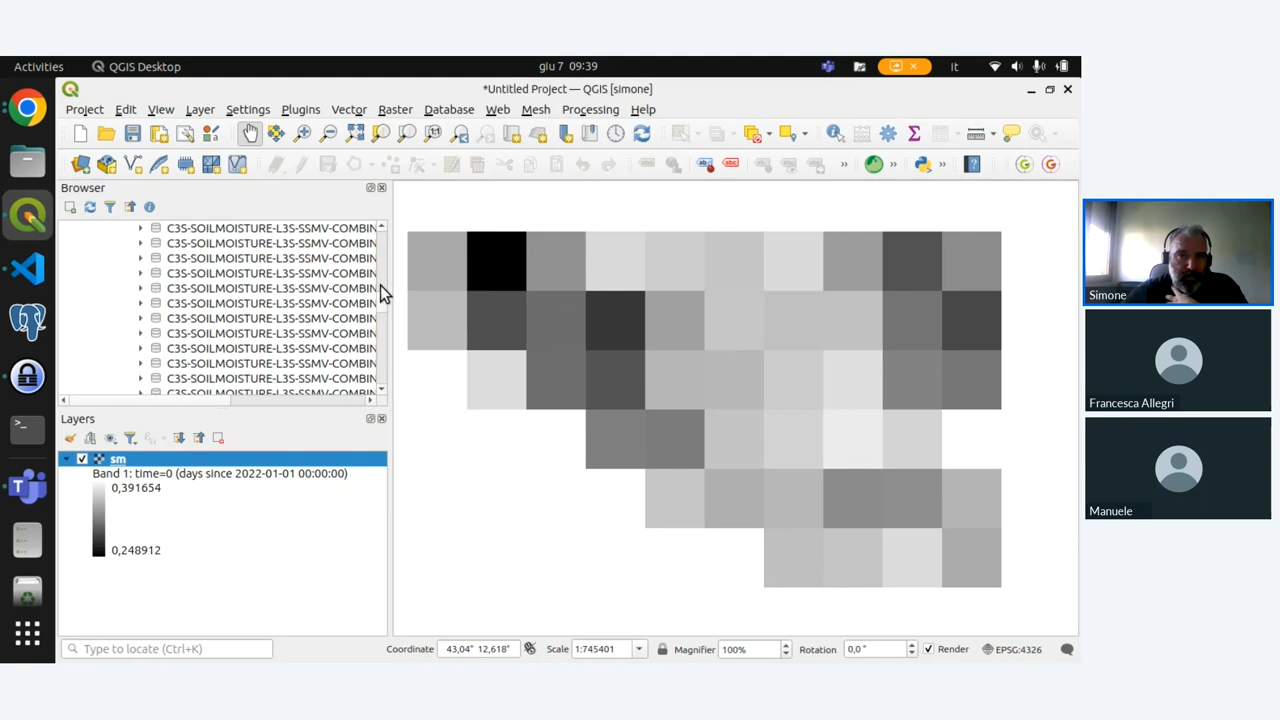 Activities
QGIS Desktop
giu 7 09:39
it
*Untitled Project — QGIS [simone]
Project Edit View Layer Settings Plugins Vector Raster Database Web Mesh Processing Help
Browser
C3S-SOILMOISTURE-L3S-SSMV-COMBIN
C3S-SOILMOISTURE-L3S-SSMV-COMBIN
C3S-SOILMOISTURE-L3S-SSMV-COMBIN
C3S-SOILMOISTURE-L3S-SSMV-COMBIN
C3S-SOILMOISTURE-L3S-SSMV-COMBIN
C3S-SOILMOISTURE-L3S-SSMV-COMBIN
C3S-SOILMOISTURE-L3S-SSMV-COMBIN
C3S-SOILMOISTURE-L3S-SSMV-COMBIN
C3S-SOILMOISTURE-L3S-SSMV-COMBIN
C3S-SOILMOISTURE-L3S-SSMV-COMBIN
C3S-SOILMOISTURE-L3S-SSMV-COMBIN
C3S-SOILMOISTURE-L3S-SSMV-COMBIN
Layers
sm
Band 1: time=0 (days since 2022-01-01 00:00:00)
0,391654
0,248912
Type to locate (Ctrl+K)
Coordinate 43,04° 12,618° Scale 1:745401 Magnifier 100% Rotation 0,0° Render EPSG:4326
Simone
Francesca Allegri
Manuele